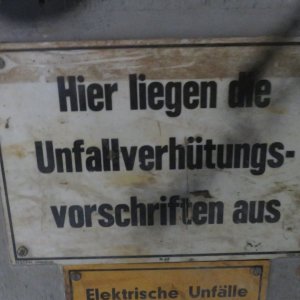 Hier liegen die
Unfallverhütungs-
vorschriften aus
Elektrische Unfälle